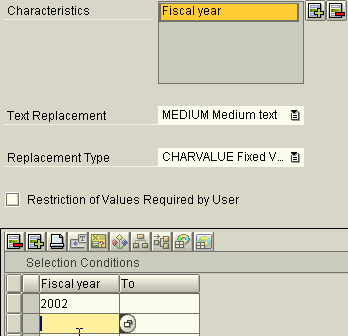 Characteristics
Fiscal year
Text Replacement
MEDIUM Medium text
Replacement Type
CHARVALUE Fixed V...
Restriction of Values Required by User
Selection Conditions
Fiscal year To
2002